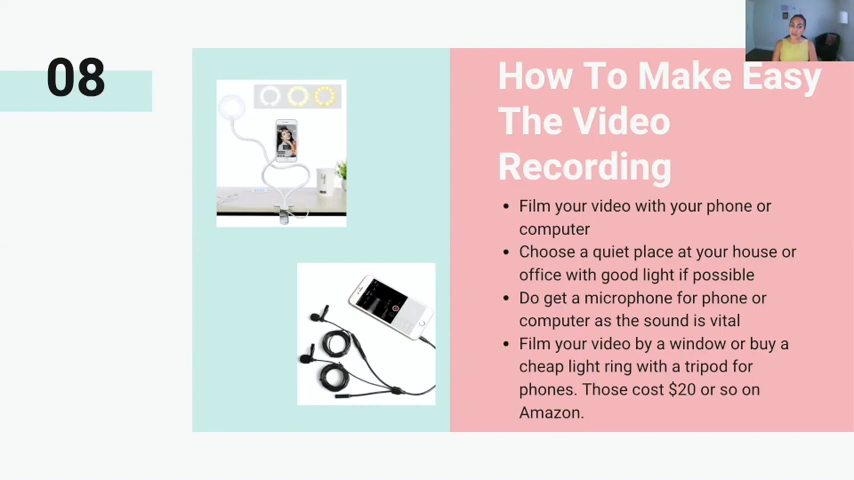 08
How To Make Easy
The Video
Recording
• Film your video with your phone or
computer
• Choose a quiet place at your house or
office with good light if possible
• Do get a microphone for phone or
computer as the sound is vital
• Film your video by a window or buy a
cheap light ring with a tripod for
phones. Those cost $20 or so on
Amazon.